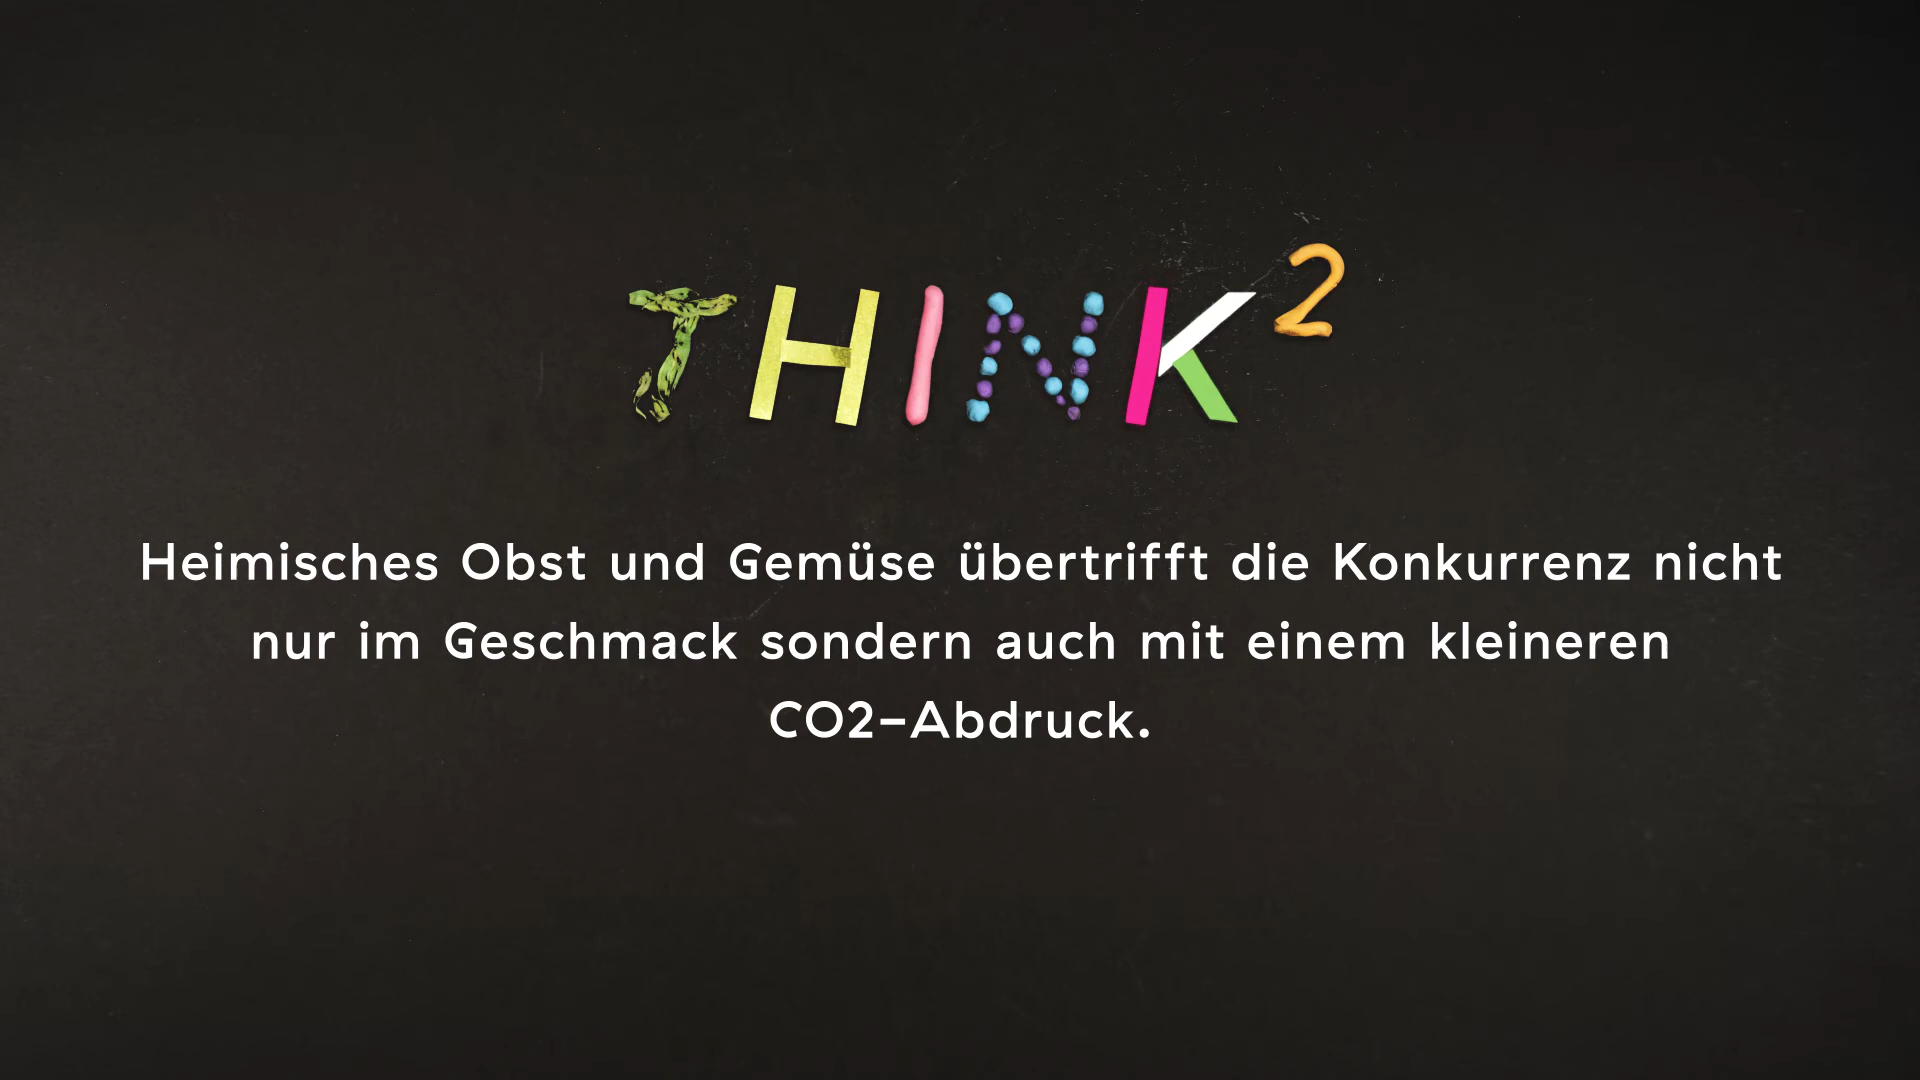 THINK²
Heimisches Obst und Gemüse übertrifft die Konkurrenz nicht
nur im Geschmack sondern auch mit einem kleineren
CO2-Abdruck.